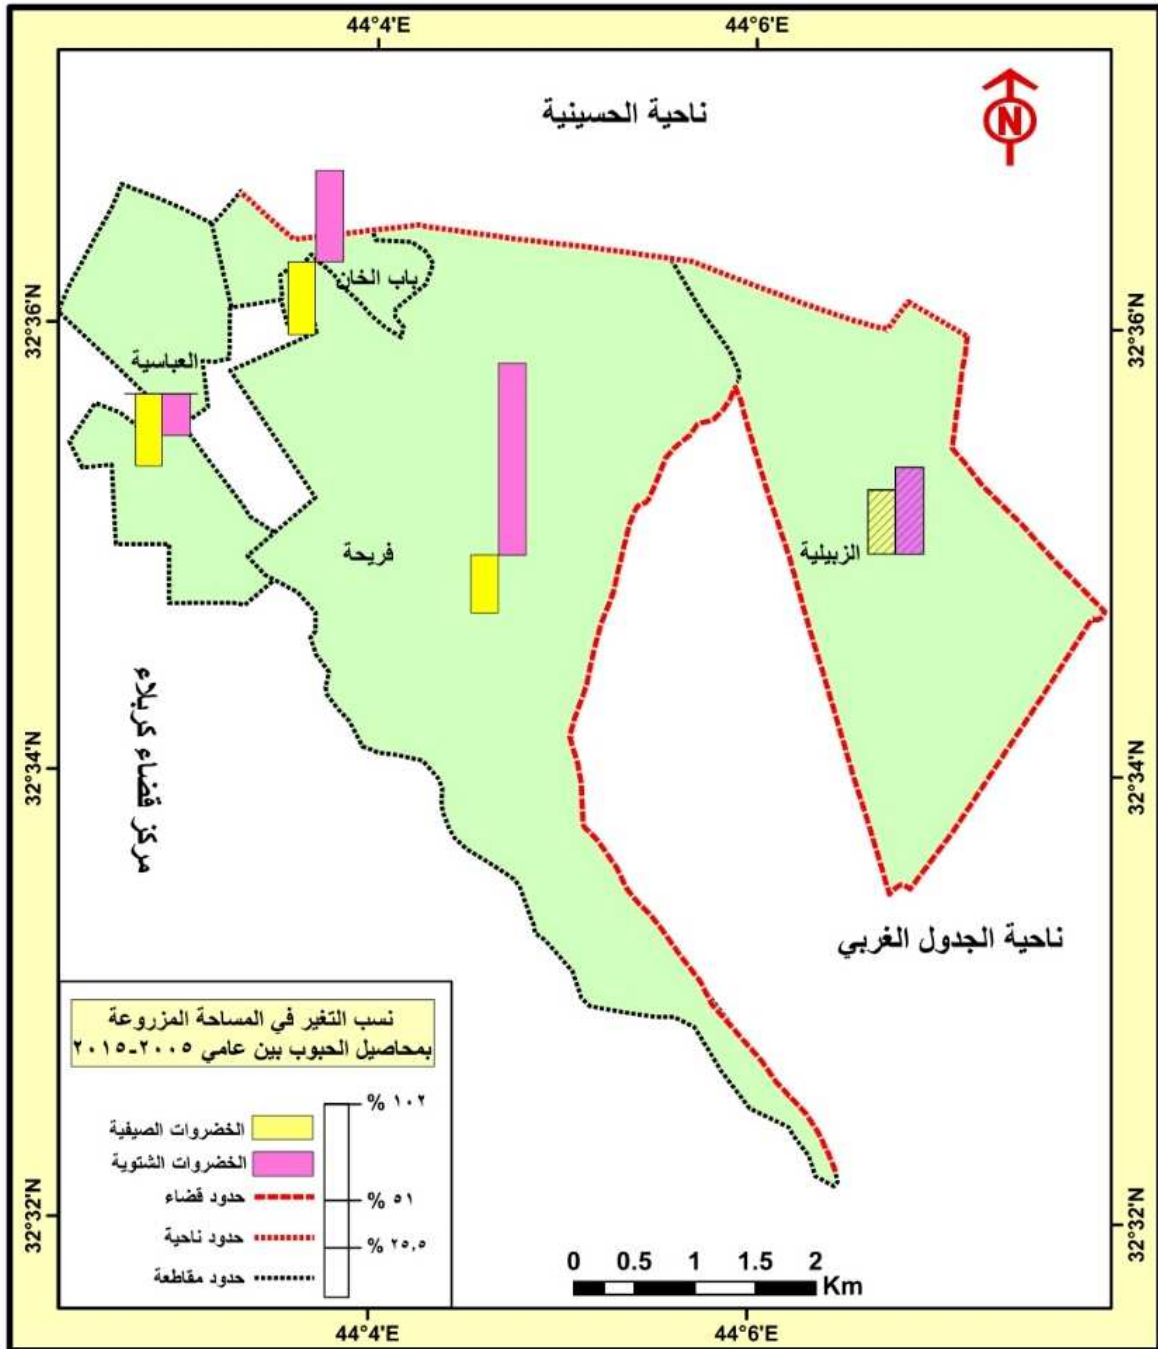 44°4'E
44°6'E
ناحية الحسينية
N
باب الخان
32°36'N
32°36'N
العباسية
فريحة
الزبيلية
مركز قضاء كربلاء
32°34'N
32°34'N
ناحية الجدول الغربي
نسب التغير في المساحة المزروعة
بمحاصيل الحبوب بين عامي ٢٠٠٥-٢٠١٥
١٠٢ %
الخضروات الصيفية
الخضروات الشتوية
حدود قضاء
٥١ %
حدود ناحية
٢٥,٥ %
حدود مقاطعة
32°32'N
32°32'N
0 0.5 1 1.5 2
Km
44°4'E
44°6'E